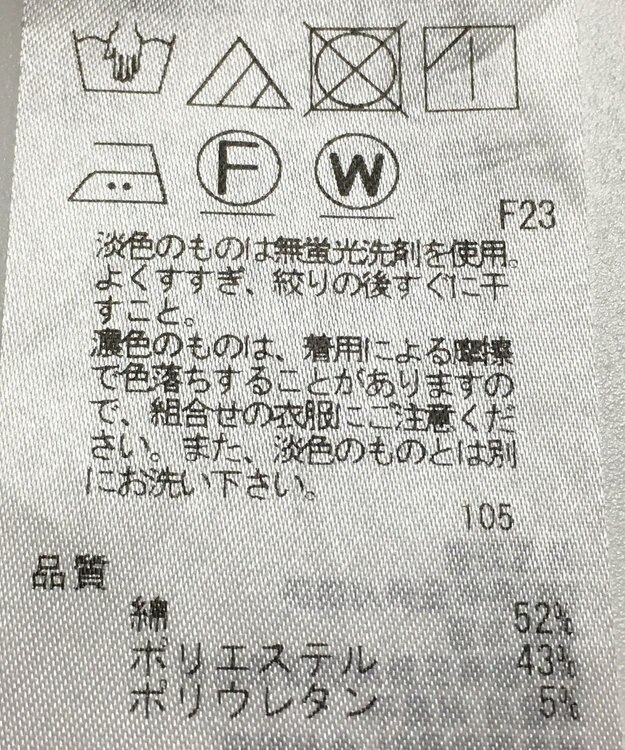 F W
F23
淡色のものは無蛍光洗剤を使用。
よくすすぎ、絞りの後すぐに干
すこと。
濃色のものは、着用による摩擦
で色落ちすることがありますの
で、組合せの衣服にご注意くだ
さい。また、淡色のものとは別
にお洗い下さい。
105
品質
綿 52%
ポリエステル 43%
ポリウレタン 5%